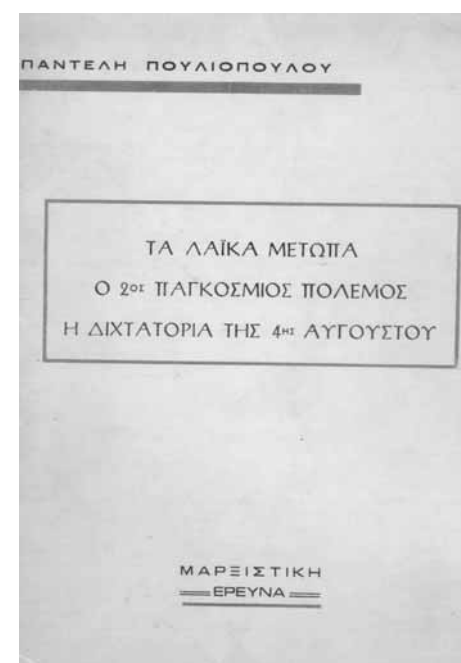 ΠΑΝΤΕΛΗ ΠΟΥΛΙΟΠΟΥΛΟΥ
ΤΑ ΛΑΪΚΑ ΜΕΤΩΠΑ
Ο 2ος ΠΑΓΚΟΣΜΙΟΣ ΠΟΛΕΜΟΣ
Η ΔΙΧΤΑΤΟΡΙΑ ΤΗΣ 4ης ΑΥΓΟΥΣΤΟΥ
ΜΑΡΞΙΣΤΙΚΗ
ΕΡΕΥΝΑ